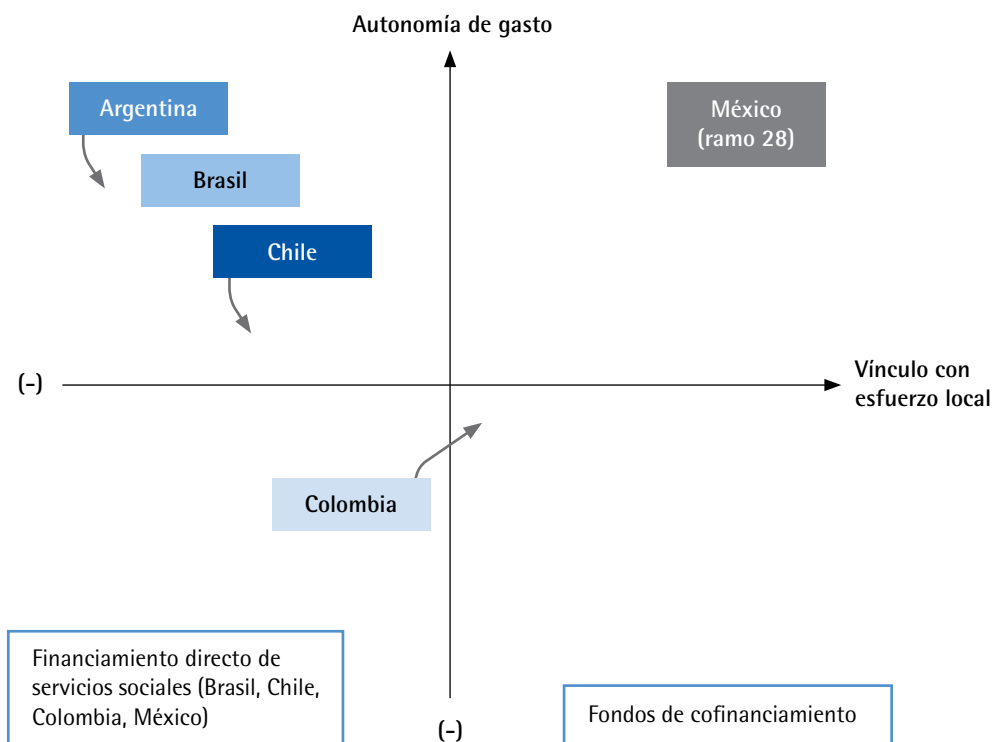 Autonomía de gasto
Argentina
México
(ramo 28)
Brasil
Chile
(-)
Vínculo con
esfuerzo local
Colombia
Financiamiento directo de
servicios sociales (Brasil, Chile,
Colombia, México)
Fondos de cofinanciamiento
(-)